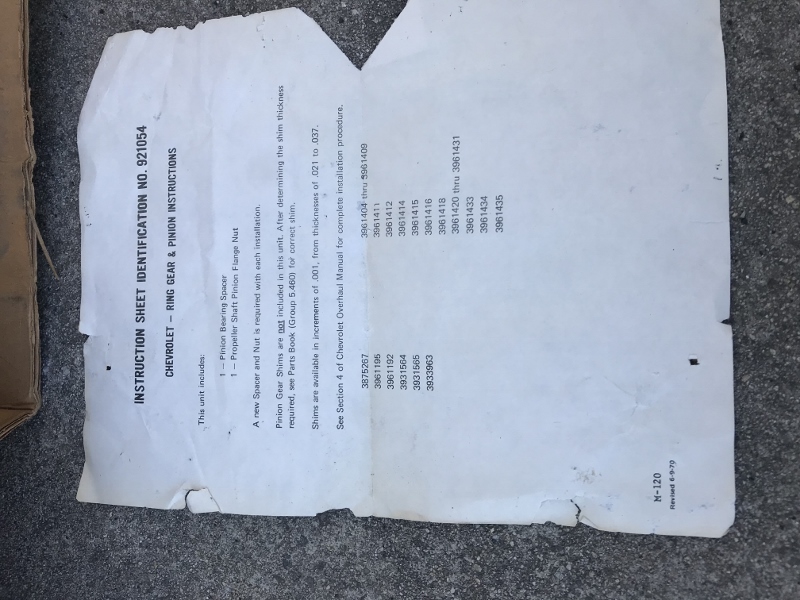 INSTRUCTION SHEET IDENTIFICATION NO. 921054
CHEVROLET – RING GEAR & PINION INSTRUCTIONS
This unit includes:
1 – Pinion Bearing Spacer
1 – Propeller Shaft Pinion Flange Nut
A new Spacer and Nut is required with each installation.
Pinion Gear Shims are not included in this unit. After determining the shim thickness
required, see Parts Book (Group 5.460) for correct shim.
Shims are available in increments of .001, from thicknesses of .021 to .037.
See Section 4 of Chevrolet Overhaul Manual for complete installation procedure.
3875267
3961195
3961192
3931564
3931565
3933963
3961404 thru 3961409
3961411
3961412
3961414
3961415
3961416
3961418
3961420 thru 3961431
3961433
3961434
3961435
M-120
Revised 6-9-70